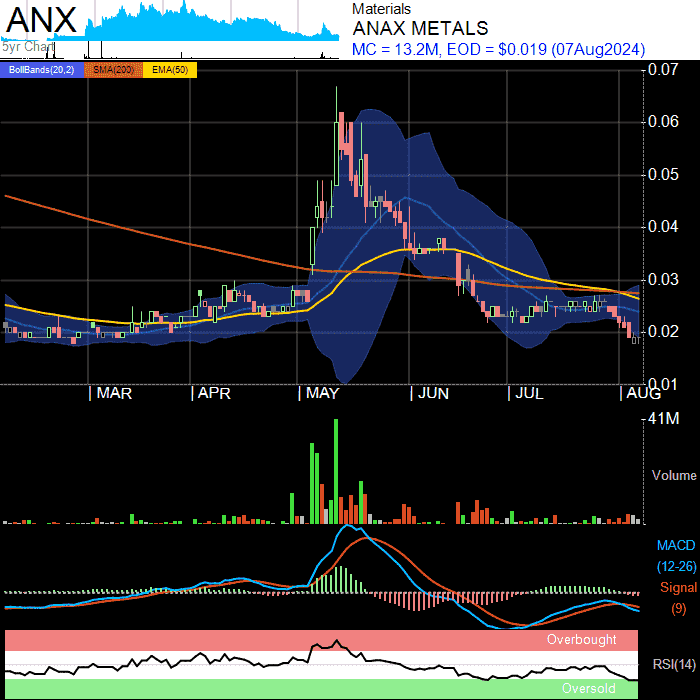 ANX
5yr Chart
Materials
ANAX METALS
MC = 13.2M, EOD = $0.019 (07Aug2024)
BollBands(20,2) SMA(200) EMA(50)
0.07
0.06
0.05
0.04
0.03
0.02
0.01
| MAR | APR | MAY | JUN | JUL | AUG
41M
Volume
MACD
(12-26)
Signal
(9)
Overbought
RSI(14)
Oversold